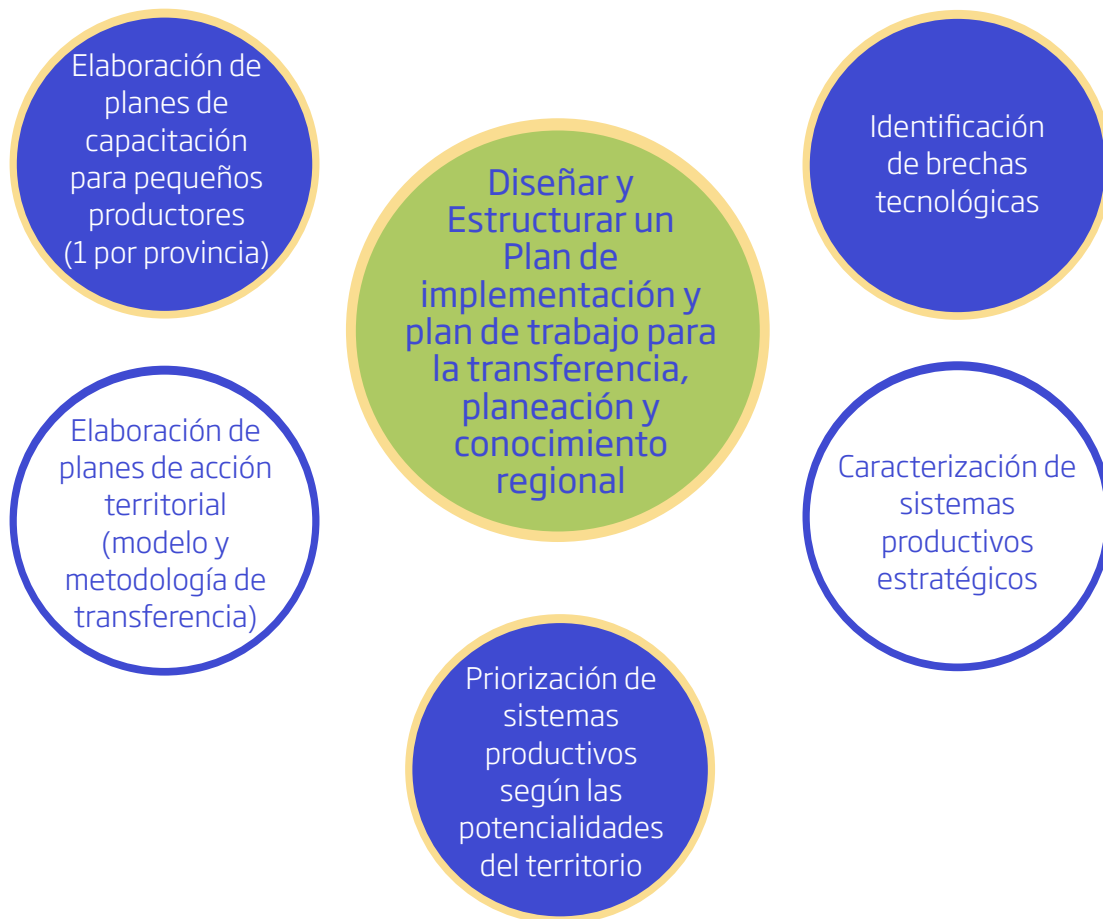 Elaboración de
planes de
capacitación
para pequeños
productores
(1 por provincia)
Diseñar y
Estructurar un
Plan de
implementación y
plan de trabajo para
la transferencia,
planeación y
conocimiento
regional
Identificación
de brechas
tecnológicas
Elaboración de
planes de acción
territorial
(modelo y
metodología de
transferencia)
Caracterización de
sistemas
productivos
estratégicos
Priorización de
sistemas
productivos
según las
potencialidades
del territorio